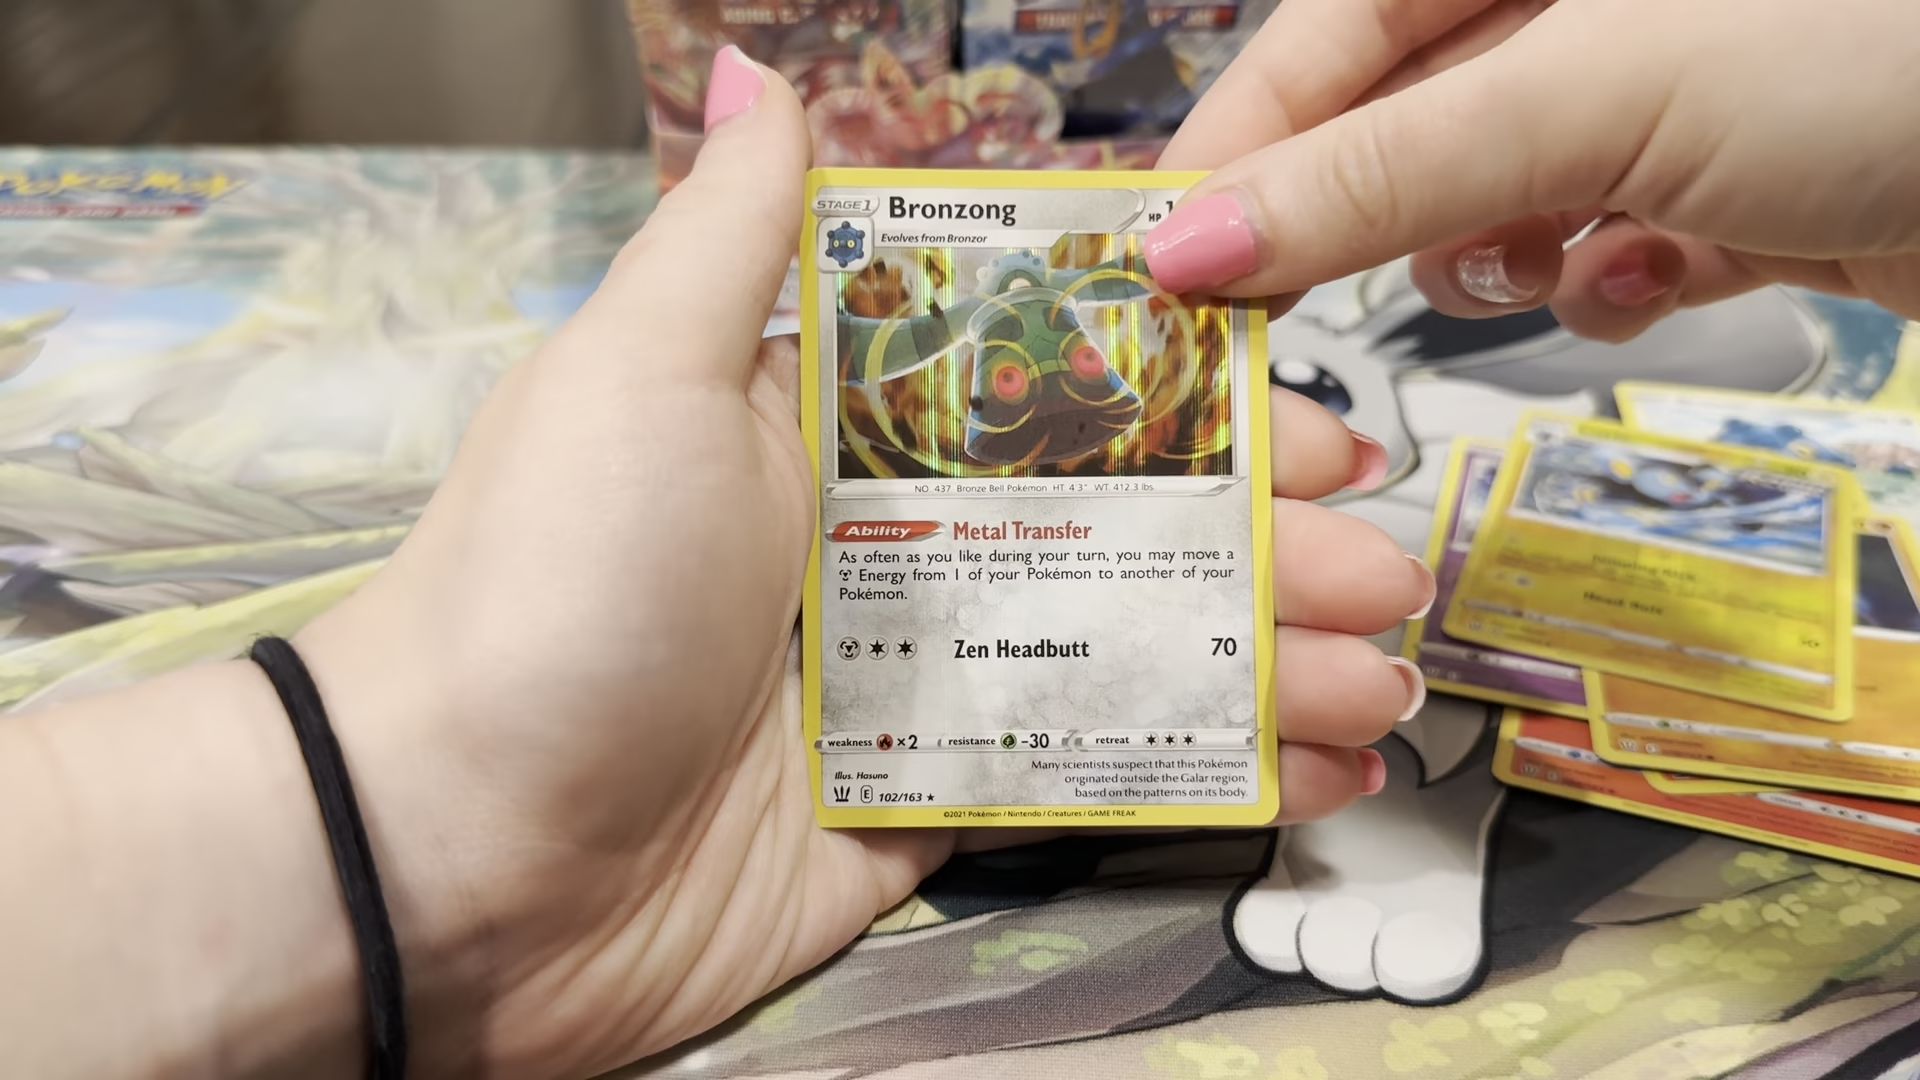 POKÉMON
STAGE 1
Bronzong
HP 1
Evolves from Bronzor
NO. 437 Bronze Bell Pokémon HT. 4'3" WT. 412.3 lbs
Ability Metal Transfer
As often as you like during your turn, you may move a
Energy from 1 of your Pokémon to another of your
Pokémon.
Zen Headbutt 70
weakness ×2 resistance -30 retreat
Many scientists suspect that this Pokémon
originated outside the Galar region,
based on the patterns on its body.
Illus. Hasuno
E 102/163 ★
©2021 Pokémon / Nintendo / Creatures / GAME FREAK
Head Bolt